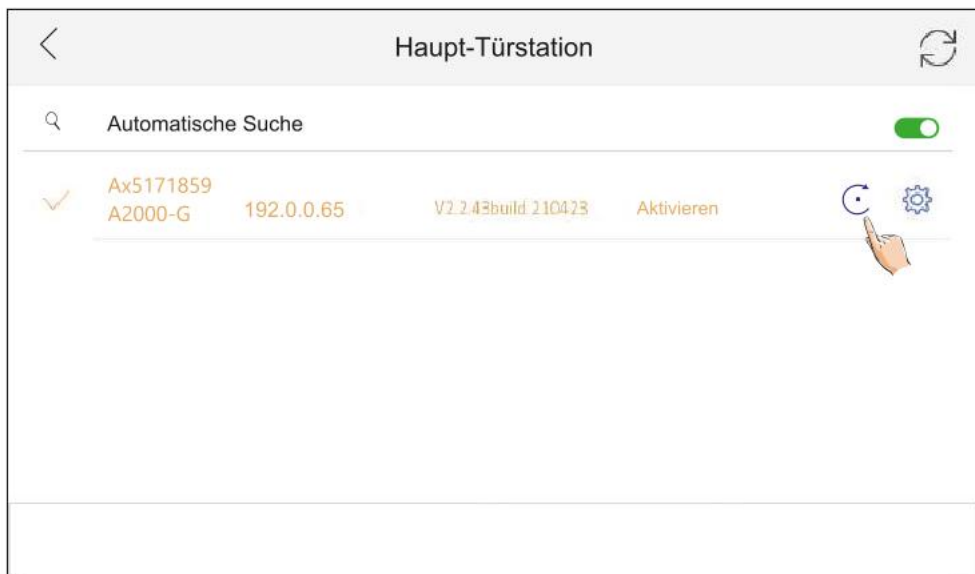 Haupt-Türstation
Automatische Suche
Ax5171859
A2000-G 192.0.0.65 V2.2.43build 210423 Aktivieren